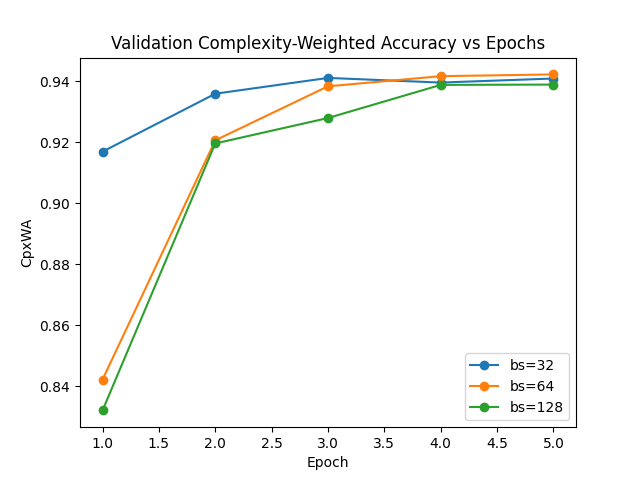 Validation Complexity-Weighted Accuracy vs Epochs
0.94
0.92
0.90
0.88
0.86
0.84
CpxWA
bs=32
bs=64
bs=128
1.0 1.5 2.0 2.5 3.0 3.5 4.0 4.5 5.0
Epoch